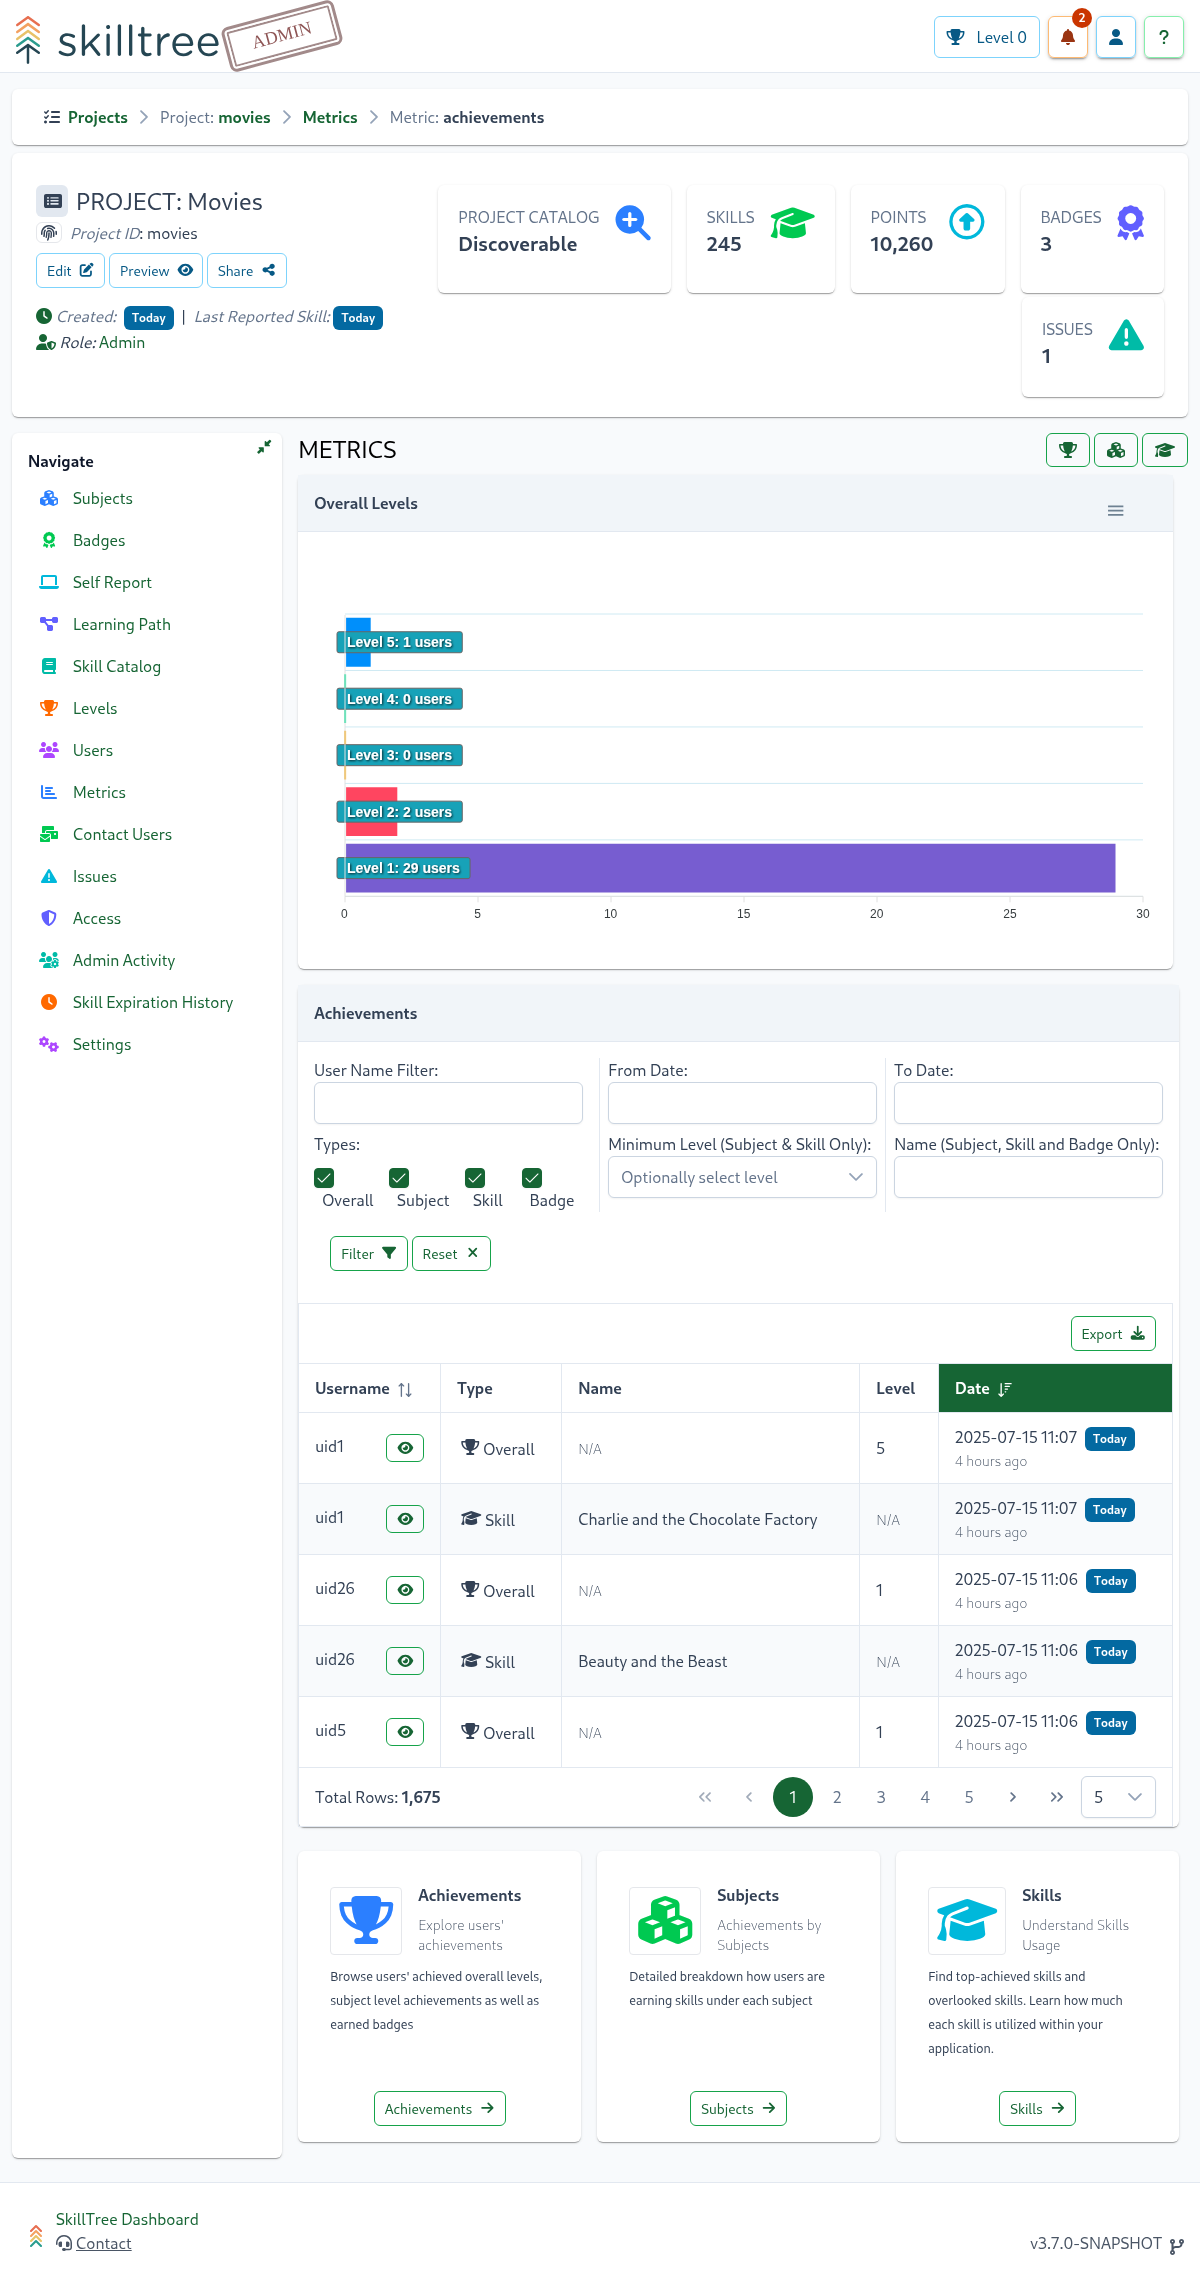 skilltree
ADMIN
Level 0
2
?
Projects > Project: movies > Metrics > Metric: achievements
PROJECT: Movies
Project ID: movies
Edit
Preview
Share
Created: Today | Last Reported Skill: Today
Role: Admin
PROJECT CATALOG
Discoverable
SKILLS
245
POINTS
10,260
BADGES
3
ISSUES
1
Navigate
Subjects
Badges
Self Report
Learning Path
Skill Catalog
Levels
Users
Metrics
Contact Users
Issues
Access
Admin Activity
Skill Expiration History
Settings
METRICS
Overall Levels
Level 5: 1 users
Level 4: 0 users
Level 3: 0 users
Level 2: 2 users
Level 1: 29 users
0 5 10 15 20 25 30
Achievements
User Name Filter:
From Date:
To Date:
Types:
Overall
Subject
Skill
Badge
Minimum Level (Subject & Skill Only):
Optionally select level
Name (Subject, Skill and Badge Only):
Filter
Reset
Export
Username Type Name Level Date
uid1 Overall N/A 5 2025-07-15 11:07 Today
4 hours ago
uid1 Skill Charlie and the Chocolate Factory N/A 2025-07-15 11:07 Today
4 hours ago
uid26 Overall N/A 1 2025-07-15 11:06 Today
4 hours ago
uid26 Skill Beauty and the Beast N/A 2025-07-15 11:06 Today
4 hours ago
uid5 Overall N/A 1 2025-07-15 11:06 Today
4 hours ago
Total Rows: 1,675
1 2 3 4 5
5
Achievements
Explore users'
achievements
Browse users' achieved overall levels,
subject level achievements as well as
earned badges
Achievements
Subjects
Achievements by
Subjects
Detailed breakdown how users are
earning skills under each subject
Subjects
Skills
Understand Skills
Usage
Find top-achieved skills and
overlooked skills. Learn how much
each skill is utilized within your
application.
Skills
SkillTree Dashboard
Contact
v3.7.0-SNAPSHOT